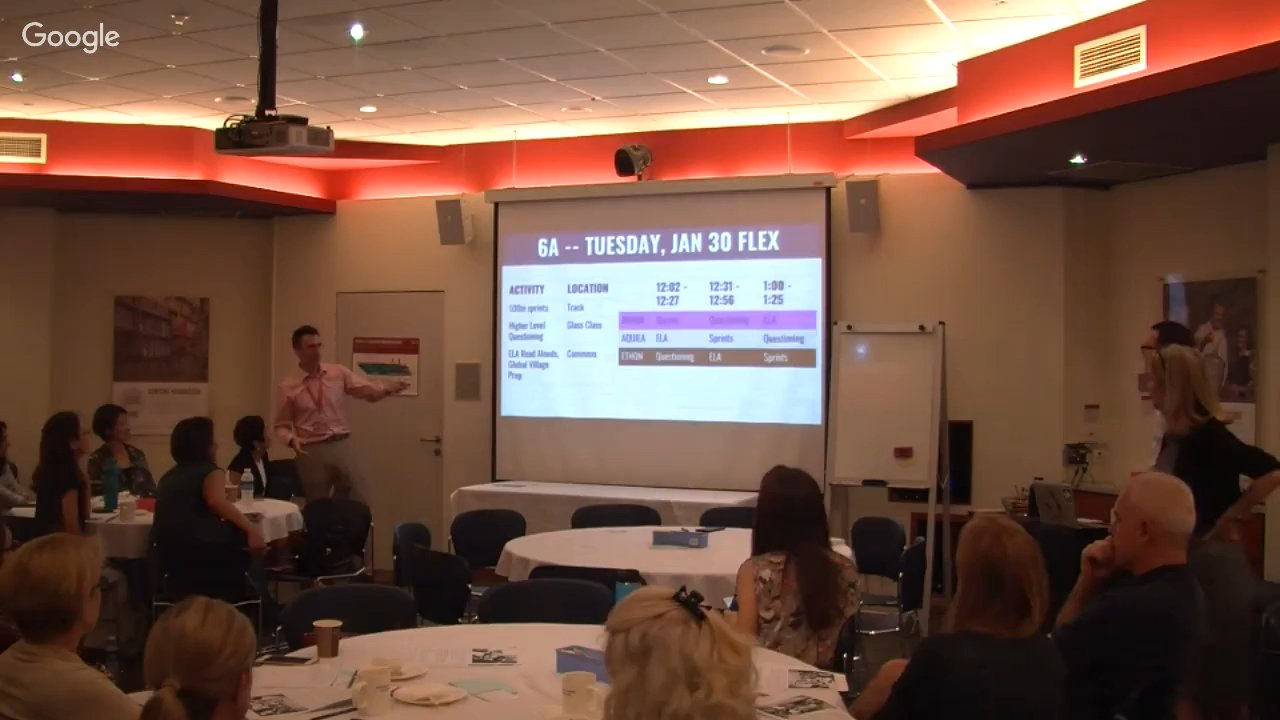 Google
6A -- TUESDAY, JAN 30 FLEX
ACTIVITY LOCATION 12:02 - 12:31 - 1:00 -
12:27 12:56 1:25
100m sprints Track
Higher Level Glass Class
Questioning
ELA Read Alouds, Commons
Global Village
Prep
Sprints Questioning ELA
AQUILA ELA Sprints Questioning
ETHON Questioning ELA Sprints